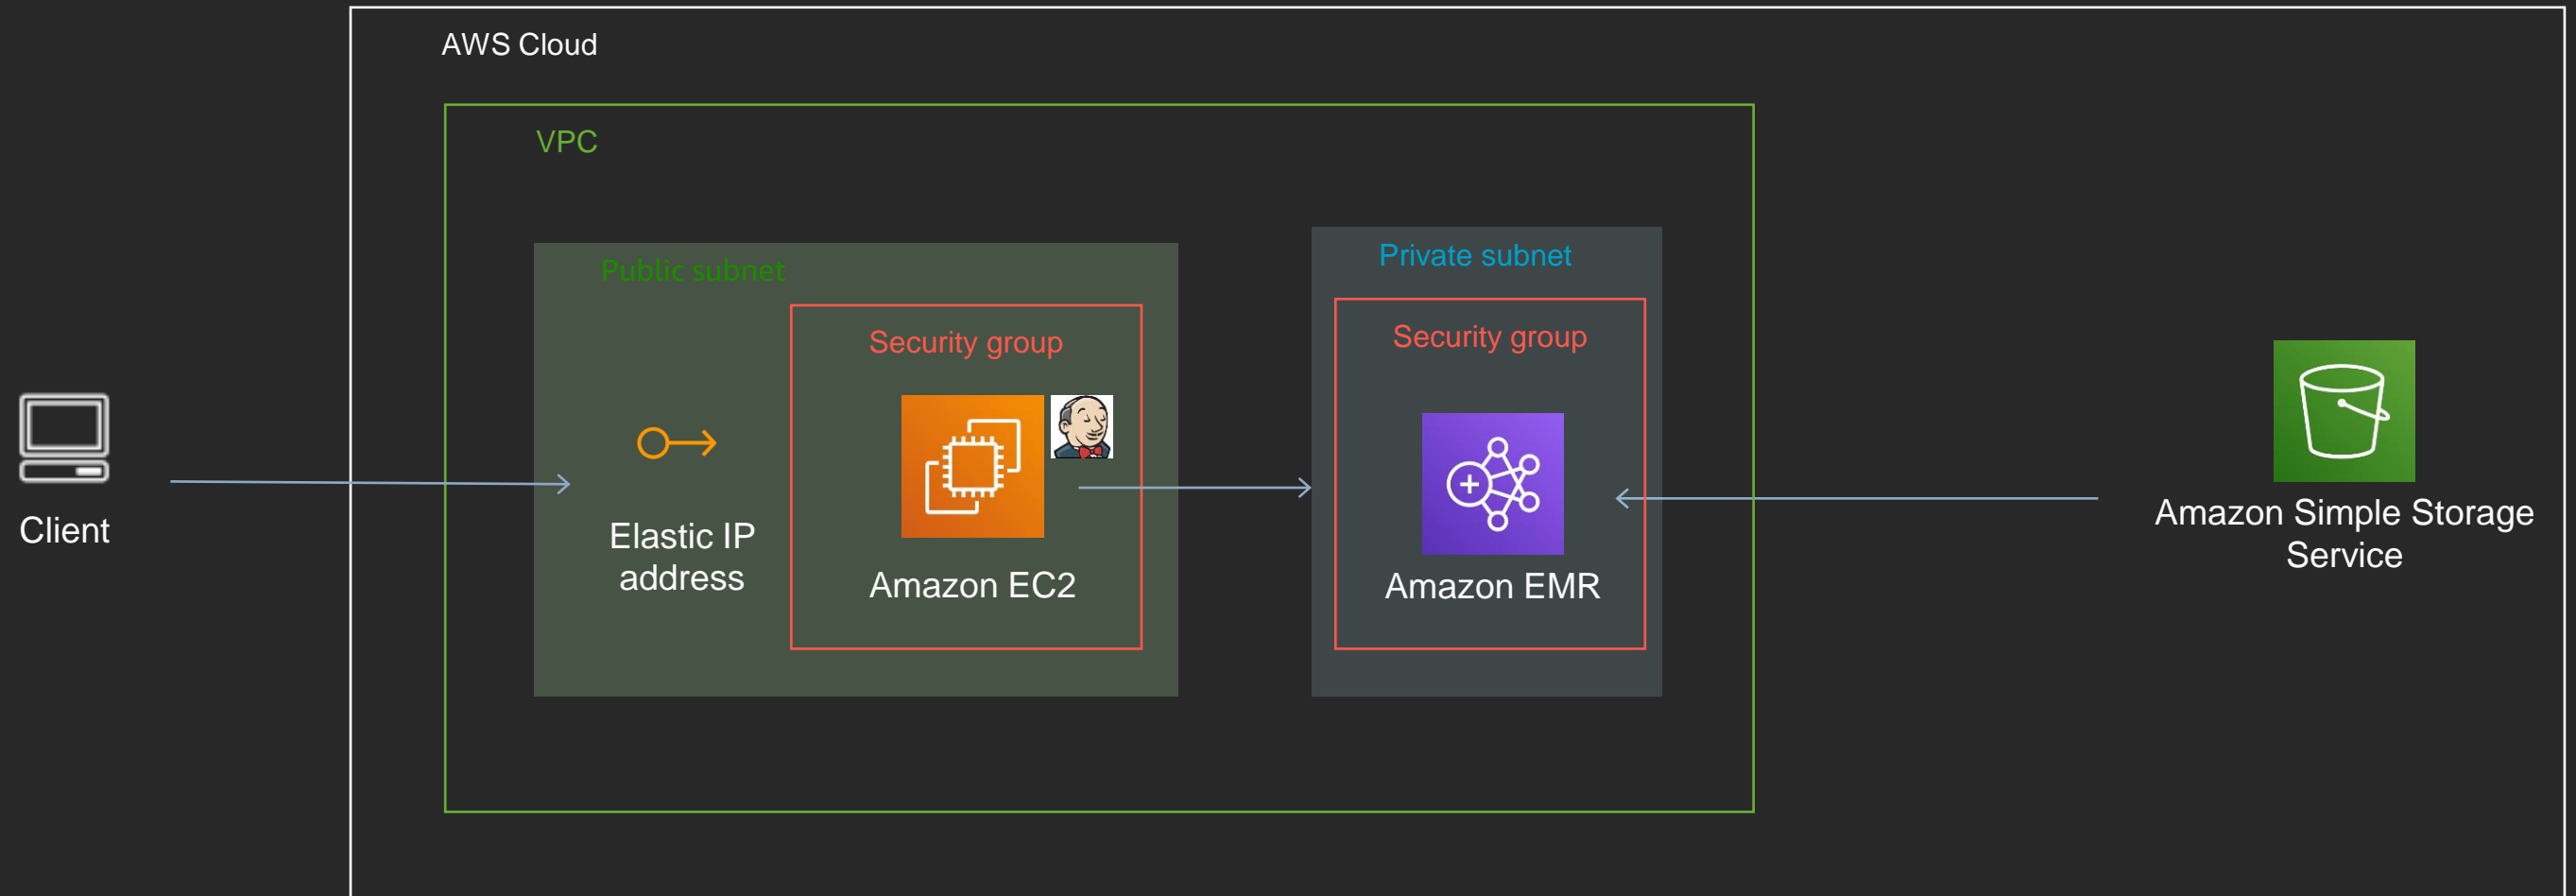 AWS Cloud
VPC
Public subnet
Private subnet
Security group
Security group
Client
Elastic IP
address
Amazon EC2
Amazon EMR
Amazon Simple Storage
Service